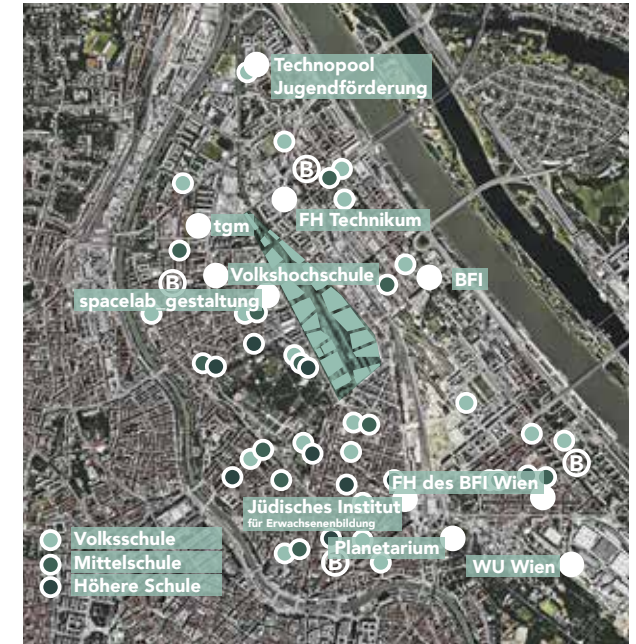 Technopool
Jugendförderung
B
FH Technikum
tgm
Volkshochschule
BFI
B
spacelab_gestaltung
B
FH des BFI Wien
Jüdisches Institut
für Erwachsenenbildung
Planetarium
B
WU Wien
Volksschule
Mittelschule
Höhere Schule